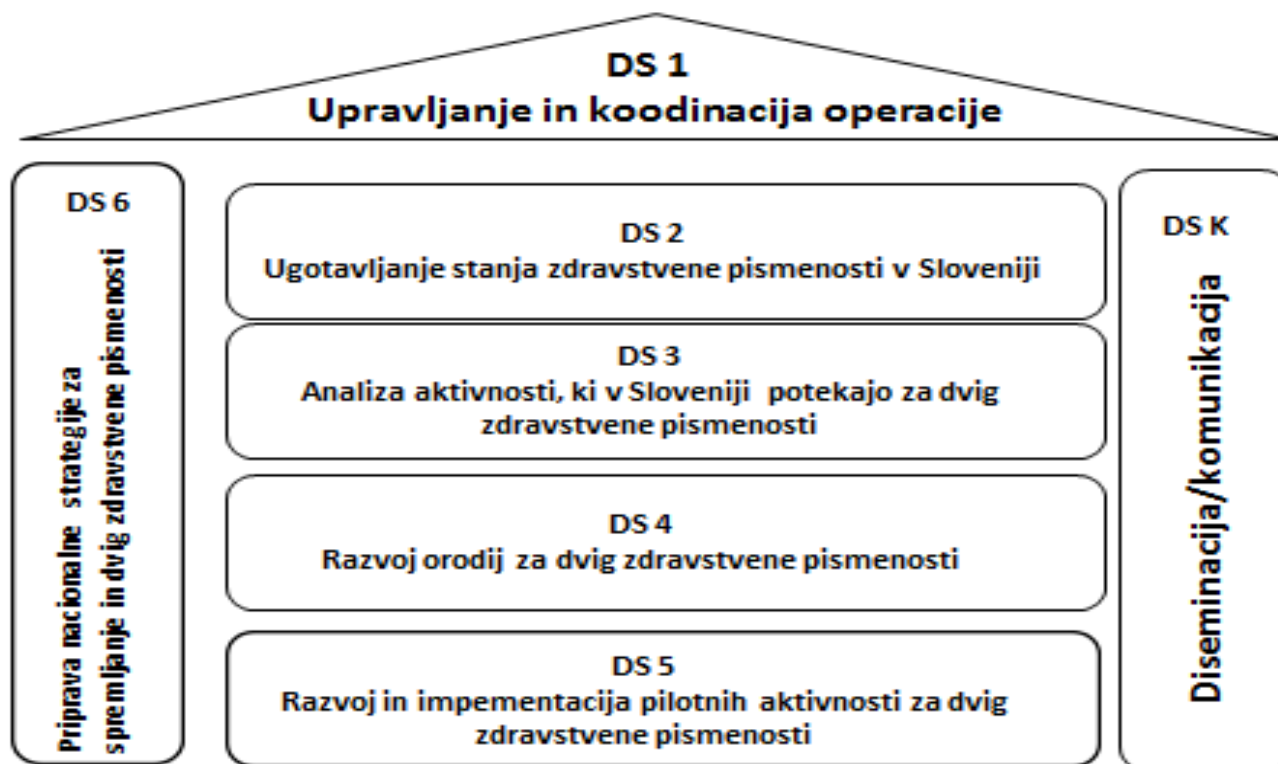 DS 1
Upravljanje in koodinacija operacije
DS 6
Priprava nacionalne strategije za
spremljanje in dvig zdravstvene pismenosti
DS 2
Ugotavljanje stanja zdravstvene pismenosti v Sloveniji
DS 3
Analiza aktivnosti, ki v Sloveniji potekajo za dvig
zdravstvene pismenosti
DS 4
Razvoj orodij za dvig zdravstvene pismenosti
DS 5
Razvoj in impementacija pilotnih aktivnosti za dvig
zdravstvene pismenosti
DS K
Diseminacija/komunikacija